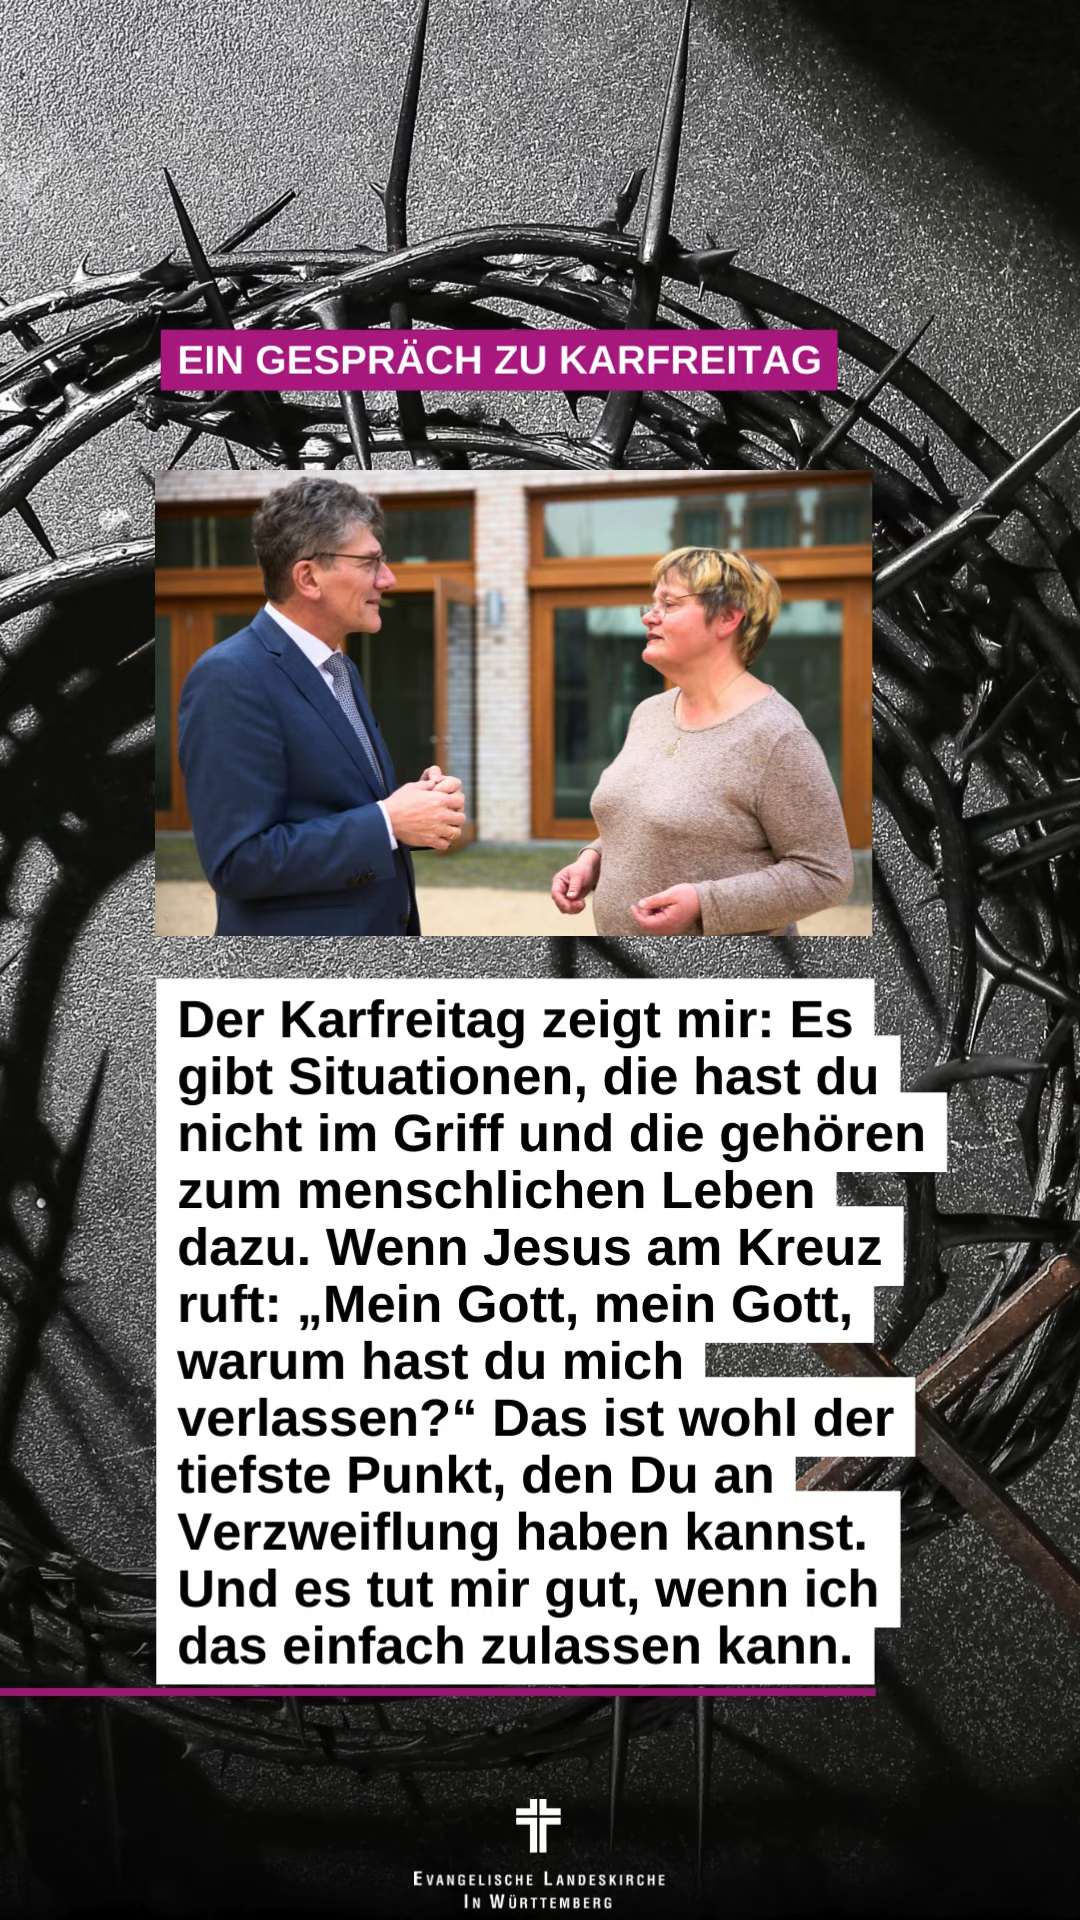 EIN GESPRÄCH ZU KARFREITAG
Der Karfreitag zeigt mir: Es
gibt Situationen, die hast du
nicht im Griff und die gehören
zum menschlichen Leben
dazu. Wenn Jesus am Kreuz
ruft: „Mein Gott, mein Gott,
warum hast du mich
verlassen?“ Das ist wohl der
tiefste Punkt, den Du an
Verzweiflung haben kannst.
Und es tut mir gut, wenn ich
das einfach zulassen kann.
EVANGELISCHE LANDESKIRCHE
IN WÜRTTEMBERG